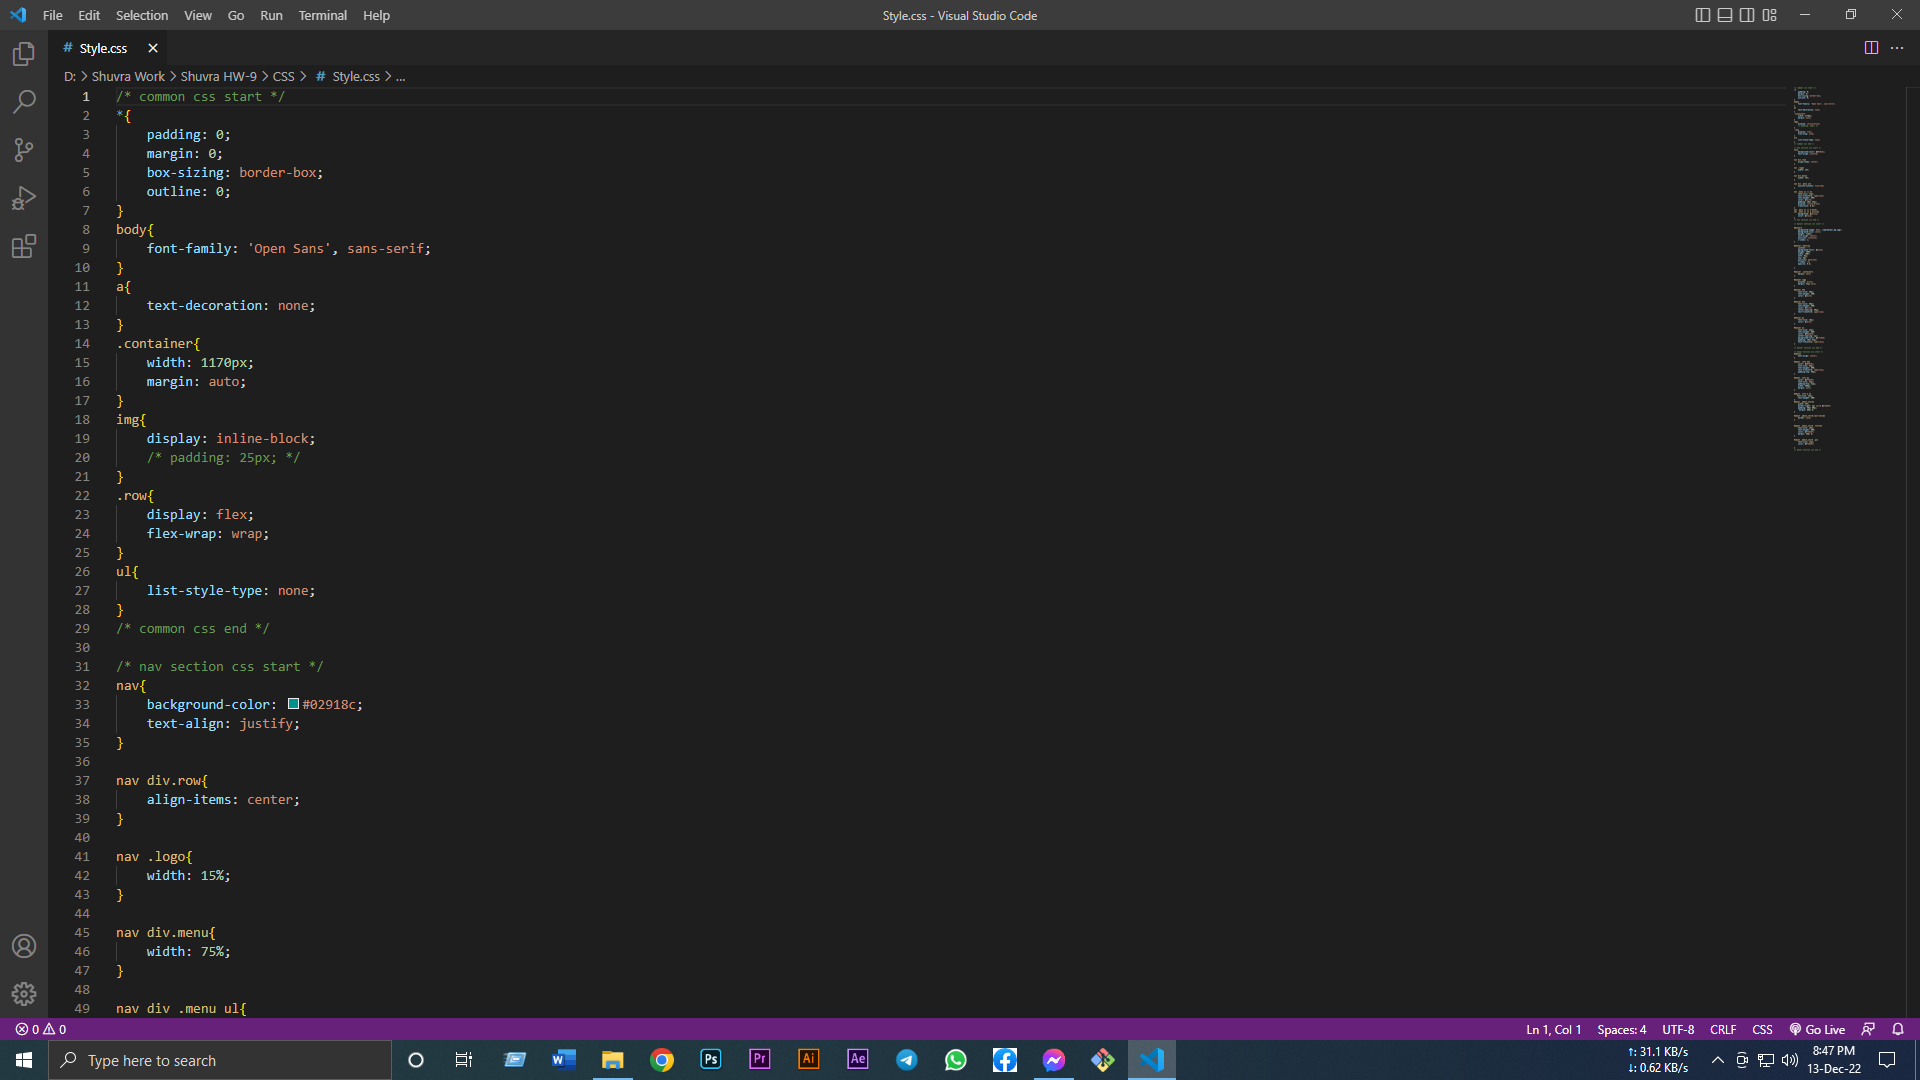 File Edit Selection View Go Run Terminal Help
Style.css - Visual Studio Code
# Style.css
D: > Shuvra Work > Shuvra HW-9 > CSS > # Style.css > ...
1 /* common css start */
2 *{
3 padding: 0;
4 margin: 0;
5 box-sizing: border-box;
6 outline: 0;
7 }
8 body{
9 font-family: 'Open Sans', sans-serif;
10 }
11 a{
12 text-decoration: none;
13 }
14 .container{
15 width: 1170px;
16 margin: auto;
17 }
18 img{
19 display: inline-block;
20 /* padding: 25px; */
21 }
22 .row{
23 display: flex;
24 flex-wrap: wrap;
25 }
26 ul{
27 list-style-type: none;
28 }
29 /* common css end */
30
31 /* nav section css start */
32 nav{
33 background-color: #02918c;
34 text-align: justify;
35 }
36
37 nav div.row{
38 align-items: center;
39 }
40
41 nav .logo{
42 width: 15%;
43 }
44
45 nav div.menu{
46 width: 75%;
47 }
48
49 nav div .menu ul{
0 0
Ln 1, Col 1 Spaces: 4 UTF-8 CRLF CSS Go Live
Type here to search
Ps Pr Ai Ae
↑: 31.1 KB/s
↓: 0.62 KB/s
8:47 PM
13-Dec-22